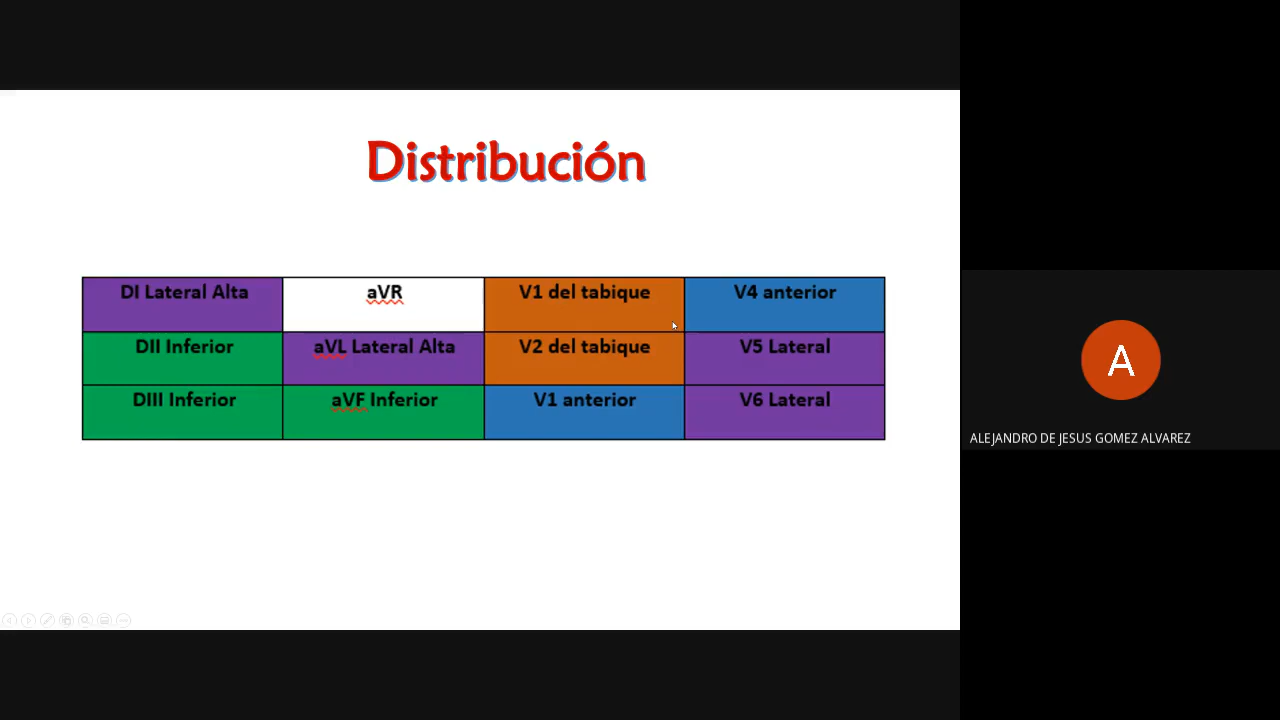 Distribución
DI Lateral Alta aVR V1 del tabique V4 anterior
DII Inferior aVL Lateral Alta V2 del tabique V5 Lateral
DIII Inferior aVF Inferior V1 anterior V6 Lateral
A
ALEJANDRO DE JESUS GOMEZ ALVAREZ